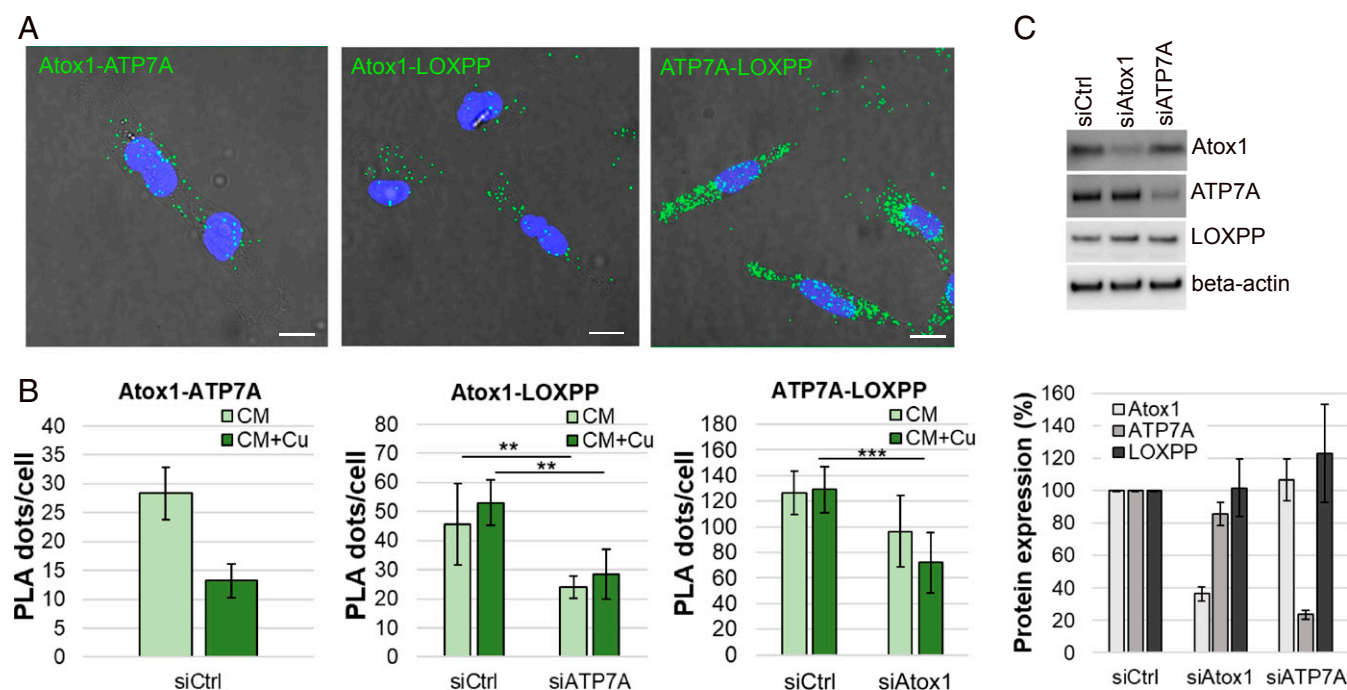 A
Atox1-ATP7A
Atox1-LOXPP
ATP7A-LOXPP
C
siCtrl
siAtox1
siATP7A
Atox1
ATP7A
LOXPP
beta-actin
B
Atox1-ATP7A
CM
CM+Cu
PLA dots/cell
40
35
30
25
20
15
10
5
0
siCtrl
Atox1-LOXPP
CM
CM+Cu
**
**
PLA dots/cell
80
70
60
50
40
30
20
10
0
siCtrl siATP7A
ATP7A-LOXPP
CM
CM+Cu
***
PLA dots/cell
180
160
140
120
100
80
60
40
20
0
siCtrl siAtox1
Protein expression (%)
160
140
120
100
80
60
40
20
0
Atox1
ATP7A
LOXPP
siCtrl siAtox1 siATP7A